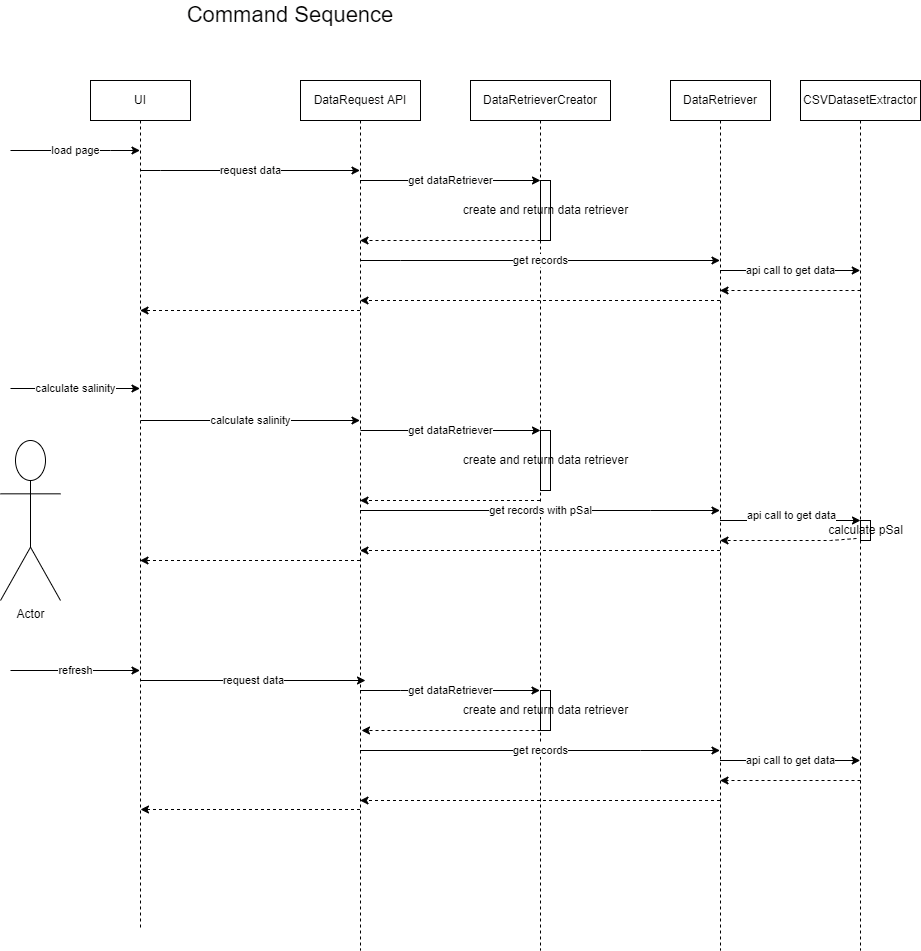 Command Sequence
UI
DataRequest API
DataRetrieverCreator
DataRetriever
CSVDatasetExtractor
load page
request data
get dataRetriever
create and return data retriever
get records
api call to get data
calculate salinity
calculate salinity
get dataRetriever
create and return data retriever
get records with pSal
api call to get data
calculate pSal
Actor
refresh
request data
get dataRetriever
create and return data retriever
get records
api call to get data